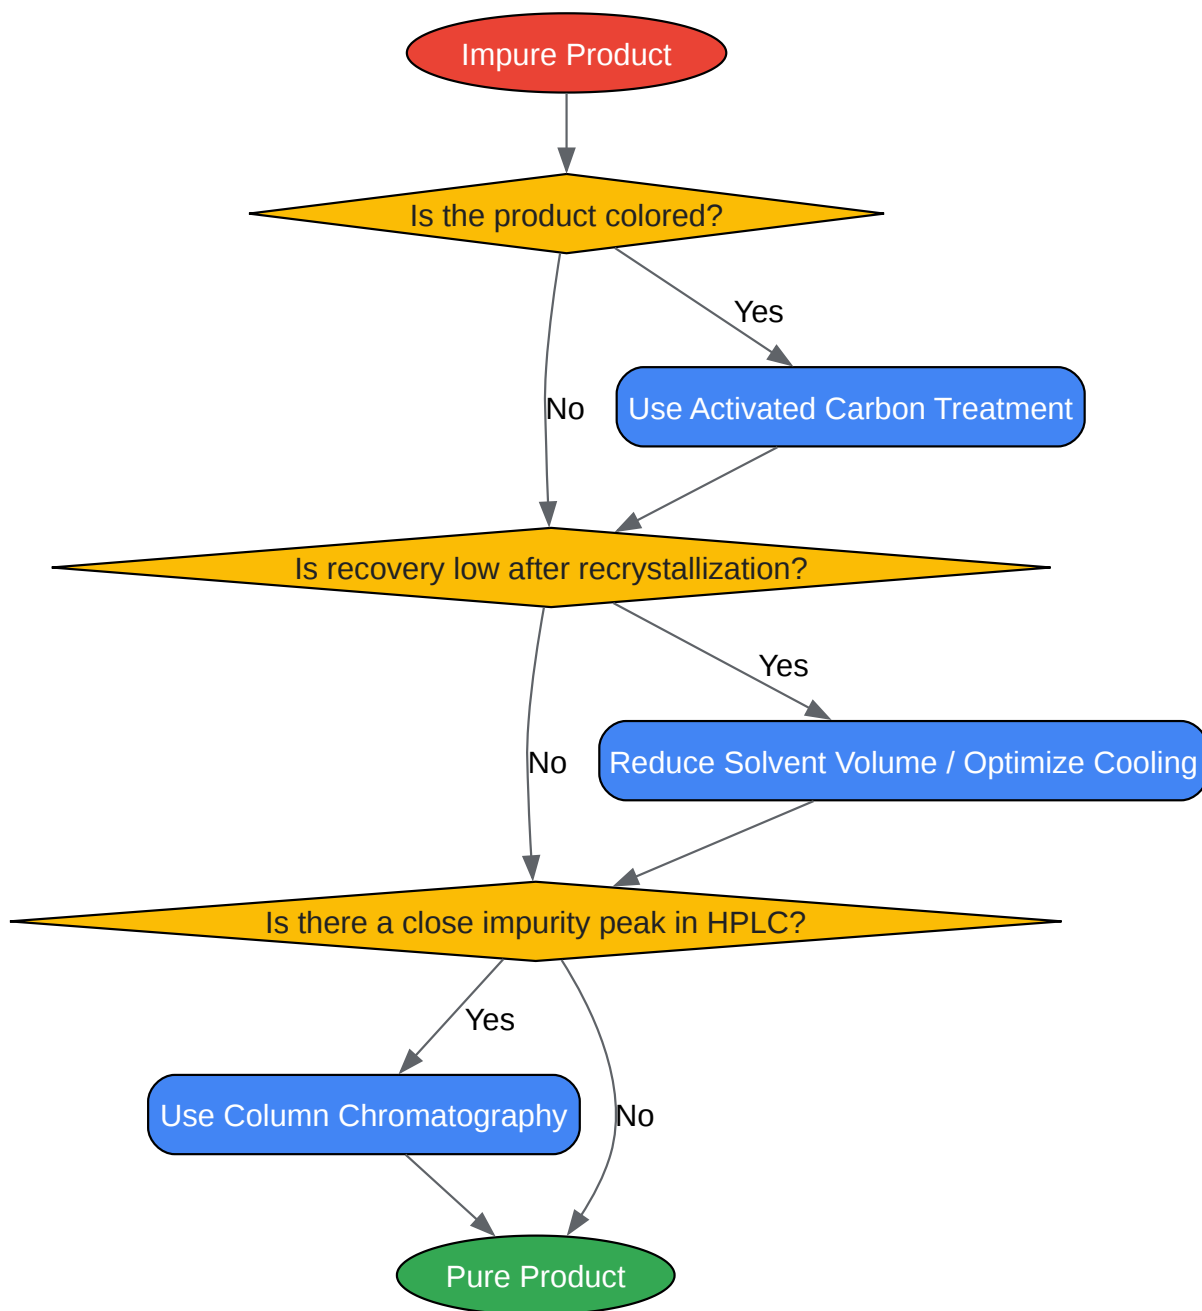 Impure Product
Is the product colored?
Yes
No
Use Activated Carbon Treatment
Is recovery low after recrystallization?
Yes
No
Reduce Solvent Volume / Optimize Cooling
Is there a close impurity peak in HPLC?
Yes
Use Column Chromatography
No
Pure Product